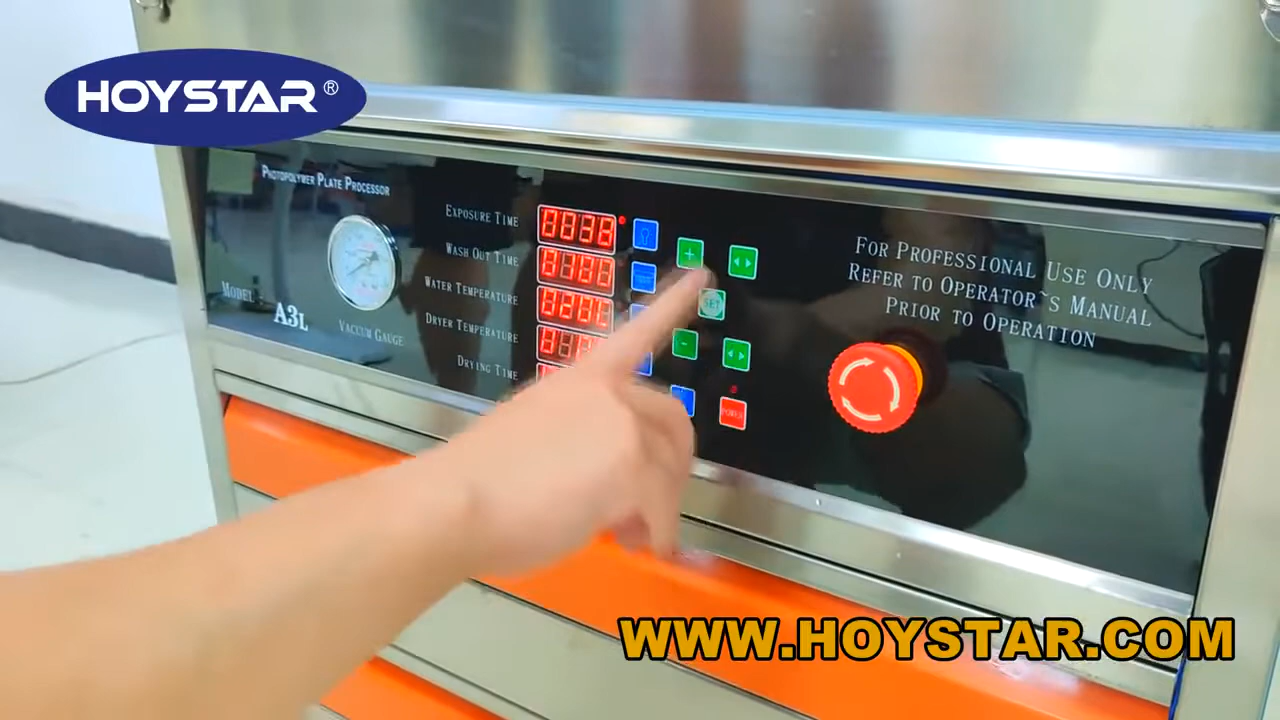 HOYSTAR®
PHOTOPOLYMER PLATE PROCESSOR
EXPOSURE TIME
WASH OUT TIME
WATER TEMPERATURE
DRYER TEMPERATURE
DRYING TIME
MODEL:
A3L
VACCUM GAUGE
+
SET
-
POWER
FOR PROFESSIONAL USE ONLY
REFER TO OPERATOR`S MANUAL
PRIOR TO OPERATION
WWW.HOYSTAR.COM